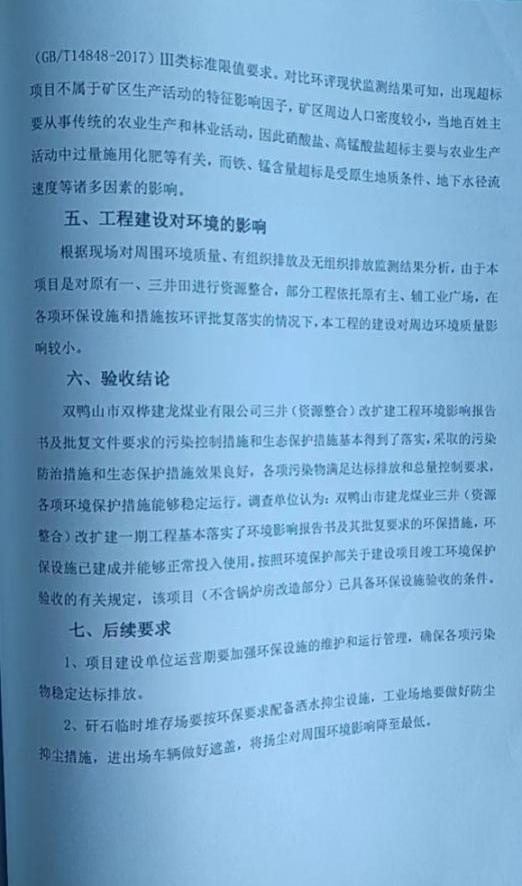 （GB/T14848-2017）III类标准限值要求。对比环评现状监测结果可知，出现超标
项目不属于矿区生产活动的特征影响因子，矿区周边人口密度较小，当地百姓主
要从事传统的农业生产和林业活动，因此硝酸盐、高锰酸盐超标主要与农业生产
活动中过量施用化肥等有关，而铁、锰含量超标是受原生地质条件、地下水径流
速度等诸多因素的影响。
五、工程建设对环境的影响
根据现场对周围环境质量、有组织排放及无组织排放监测结果分析，由于本
项目是对原有一、三井田进行资源整合，部分工程依托原有主、辅工业广场，在
各项环保设施和措施按环评批复落实的情况下，本工程的建设对周边环境质量影
响较小。
六、验收结论
双鸭山市双桦建龙煤业有限公司三井（资源整合）改扩建工程环境影响报告
书及批复文件要求的污染控制措施和生态保护措施基本得到了落实，采取的污染
防治措施和生态保护措施效果良好，各项污染物满足达标排放和总量控制要求，
各项环境保护措施能够稳定运行。调查单位认为：双鸭山市建龙煤业三井（资源
整合）改扩建一期工程基本落实了环境影响报告书及其批复要求的环保措施，环
保设施已建成并能够正常投入使用。按照环境保护部关于建设项目竣工环境保护
验收的有关规定，该项目（不含锅炉房改造部分）已具备环保设施验收的条件。
七、后续要求
1、项目建设单位运营期要加强环保设施的维护和运行管理，确保各项污染
物稳定达标排放。
2、矸石临时堆存场要按环保要求配备洒水抑尘设施，工业场地要做好防尘
抑尘措施，进出场车辆做好遮盖，将扬尘对周围环境影响降至最低。